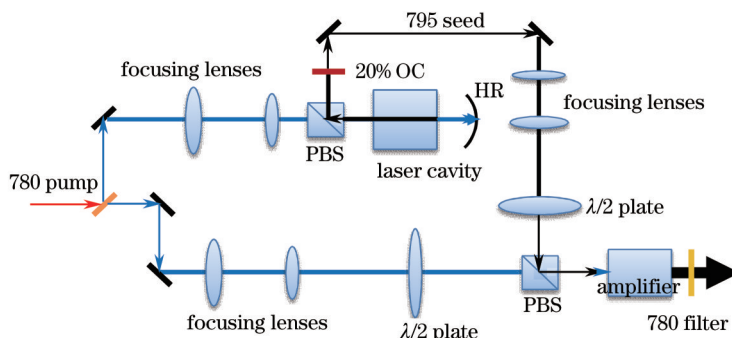 795 seed
focusing lenses
20% OC
HR
focusing lenses
PBS
laser cavity
780 pump
λ/2 plate
amplifier
PBS
focusing lenses
λ/2 plate
780 filter